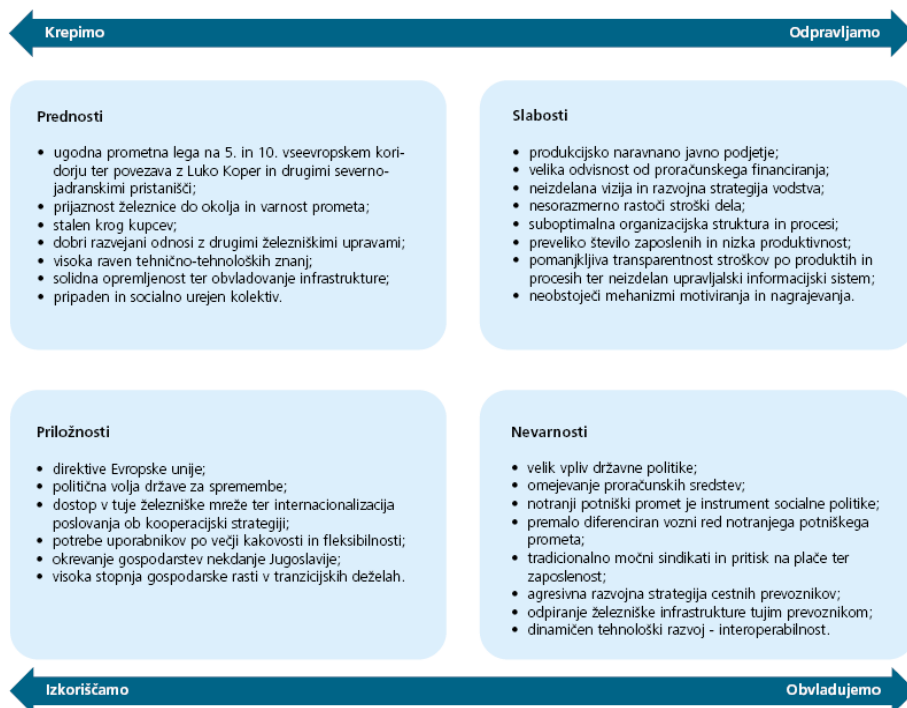 Krepimo
Odpravljamo
Prednosti
• ugodna prometna lega na 5. in 10. vseevropskem kori-
dorju ter povezava z Luko Koper in drugimi severno-
jadranskimi pristanišči;
• prijaznost železnice do okolja in varnost prometa;
• stalen krog kupcev;
• dobri razvejani odnosi z drugimi železniškimi upravami;
• visoka raven tehnično-tehnoloških znanj;
• solidna opremljenost ter obvladovanje infrastrukture;
• pripaden in socialno urejen kolektiv.
Slabosti
• produkcijsko naravnano javno podjetje;
• velika odvisnost od proračunskega financiranja;
• neizdelana vizija in razvojna strategija vodstva;
• nesorazmerno rastoči stroški dela;
• suboptimalna organizacijska struktura in procesi;
• preveliko število zaposlenih in nizka produktivnost;
• pomanjkljiva transparentnost stroškov po produktih in
procesih ter neizdelan upravljalski informacijski sistem;
• neobstoječi mehanizmi motiviranja in nagrajevanja.
Priložnosti
• direktive Evropske unije;
• politična volja države za spremembe;
• dostop v tuje železniške mreže ter internacionalizacija
poslovanja ob kooperacijski strategiji;
• potrebe uporabnikov po večji kakovosti in fleksibilnosti;
• okrevanje gospodarstev nekdanje Jugoslavije;
• visoka stopnja gospodarske rasti v tranzicijskih deželah.
Nevarnosti
• velik vpliv državne politike;
• omejevanje proračunskih sredstev;
• notranji potniški promet je instrument socialne politike;
• premalo diferenciran vozni red notranjega potniškega
prometa;
• tradicionalno močni sindikati in pritisk na plače ter
zaposlenost;
• agresivna razvojna strategija cestnih prevoznikov;
• odpiranje železniške infrastrukture tujim prevoznikom;
• dinamičen tehnološki razvoj - interoperabilnost.
Izkoriščamo
Obvladujemo